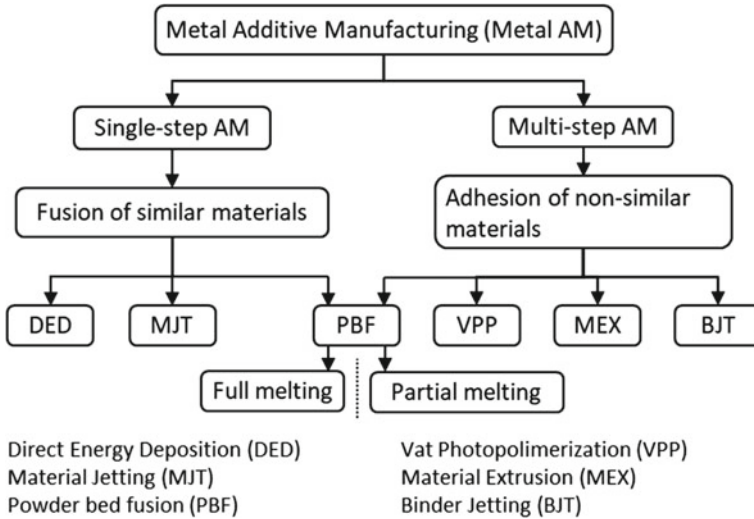 Metal Additive Manufacturing (Metal AM)
Single-step AM
Multi-step AM
Fusion of similar materials
Adhesion of non-similar
materials
DED
MJT
PBF
VPP
MEX
BJT
Full melting
Partial melting
Direct Energy Deposition (DED)
Material Jetting (MJT)
Powder bed fusion (PBF)
Vat Photopolimerization (VPP)
Material Extrusion (MEX)
Binder Jetting (BJT)